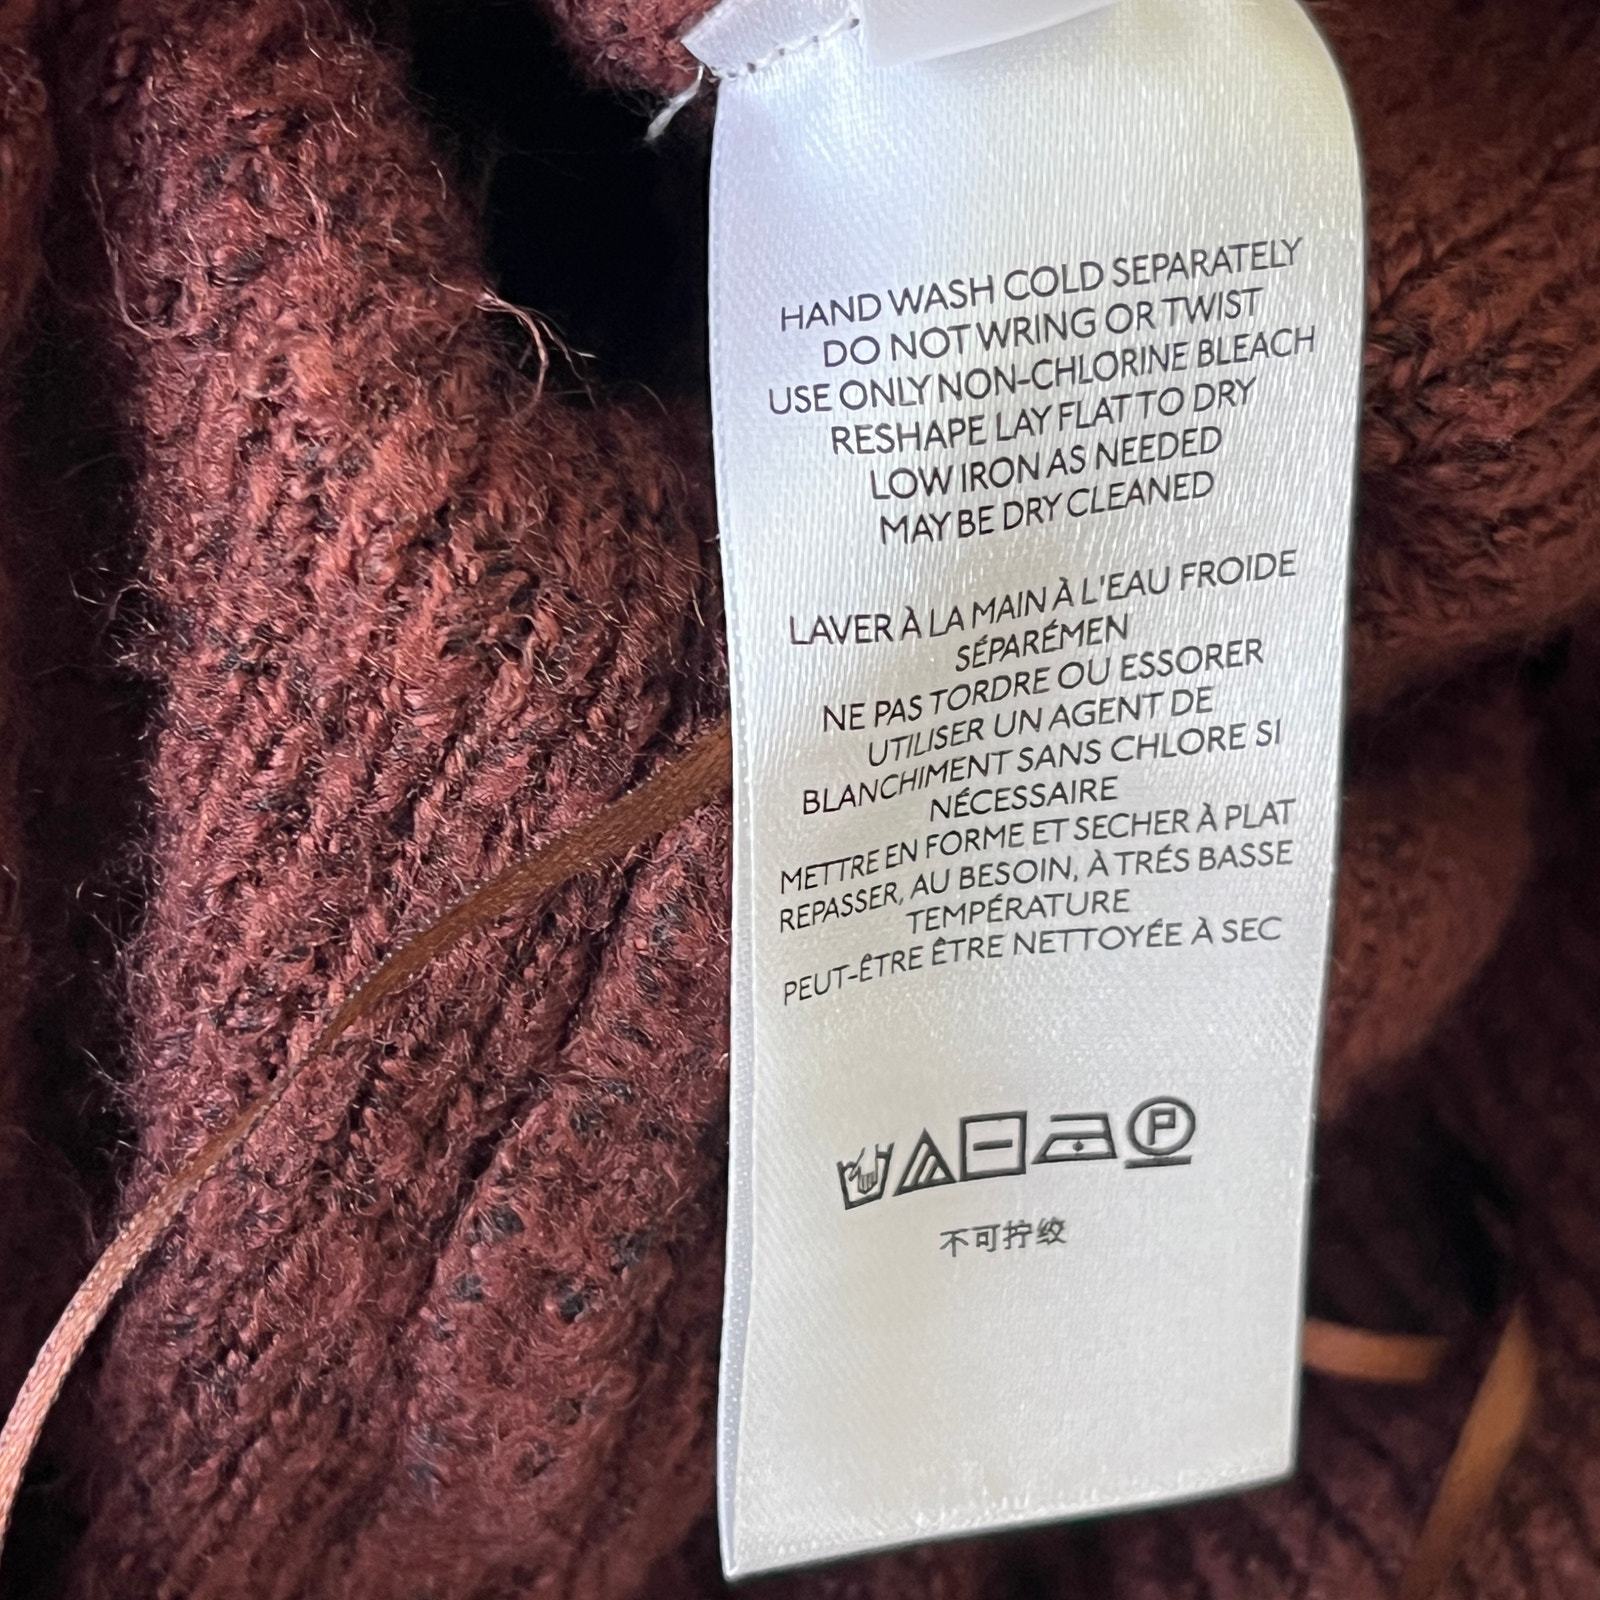 HAND WASH COLD SEPARATELY
DO NOT WRING OR TWIST
USE ONLY NON-CHLORINE BLEACH
RESHAPE LAY FLAT TO DRY
LOW IRON AS NEEDED
MAY BE DRY CLEANED
LAVER À LA MAIN À L'EAU FROIDE
SÉPARÉMEN
NE PAS TORDRE OU ESSORER
UTILISER UN AGENT DE
BLANCHIMENT SANS CHLORE SI
NÉCESSAIRE
METTRE EN FORME ET SECHER À PLAT
REPASSER, AU BESOIN, À TRÉS BASSE
TEMPÉRATURE
PEUT-ÊTRE ÊTRE NETTOYÉE À SEC
P
不可拧绞